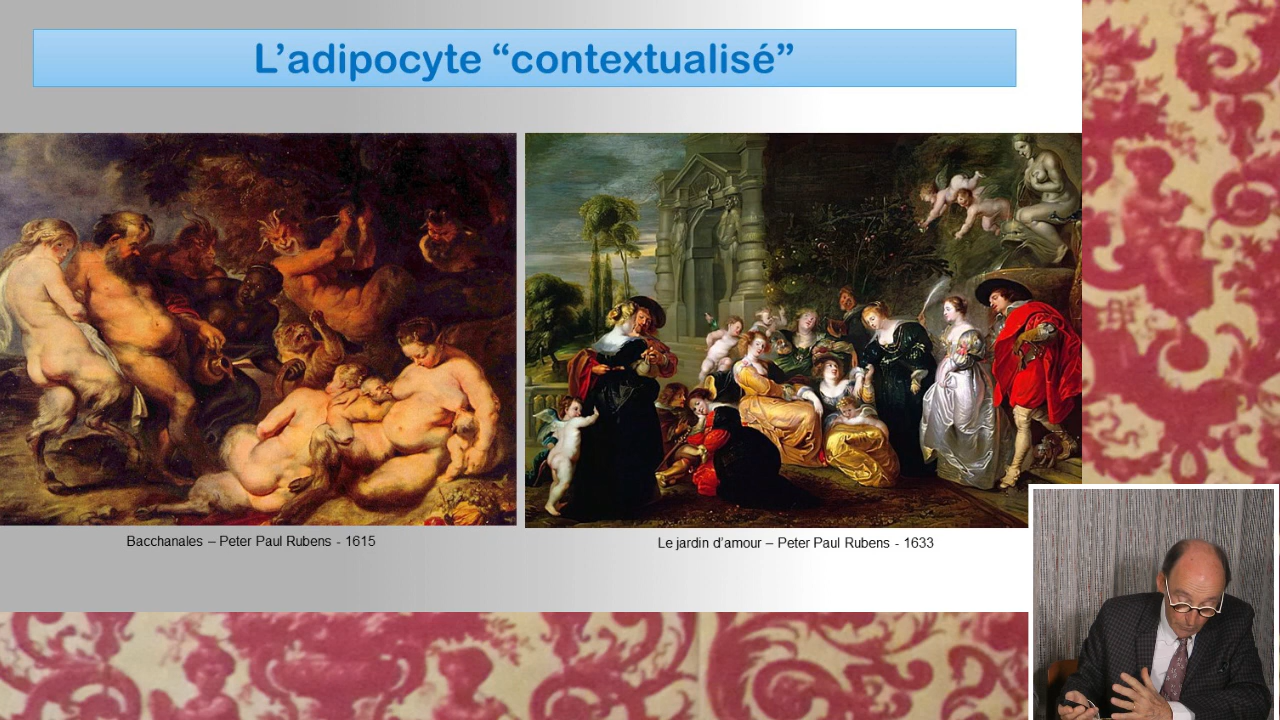 L’adipocyte “contextualisé”
Bacchanales – Peter Paul Rubens - 1615
Le jardin d’amour – Peter Paul Rubens - 1633